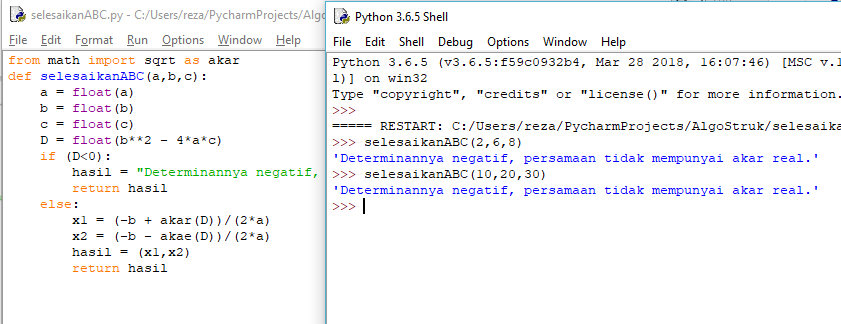 selesaikanABC.py - C:/Users/reza/PycharmProjects/Algo
File Edit Format Run Options Window Help
from math import sqrt as akar
def selesaikanABC(a,b,c):
a = float(a)
b = float(b)
c = float(c)
D = float(b**2 - 4*a*c)
if (D<0):
hasil = "Determinannya negatif,
return hasil
else:
x1 = (-b + akar(D))/(2*a)
x2 = (-b - akae(D))/(2*a)
hasil = (x1,x2)
return hasil
Python 3.6.5 Shell
File Edit Shell Debug Options Window Help
Python 3.6.5 (v3.6.5:f59c0932b4, Mar 28 2018, 16:07:46) [MSC v.1
l)] on win32
Type "copyright", "credits" or "license()" for more information.
>>>
===== RESTART: C:/Users/reza/PycharmProjects/AlgoStruk/selesaika
>>> selesaikanABC(2,6,8)
'Determinannya negatif, persamaan tidak mempunyai akar real.'
>>> selesaikanABC(10,20,30)
'Determinannya negatif, persamaan tidak mempunyai akar real.'
>>>